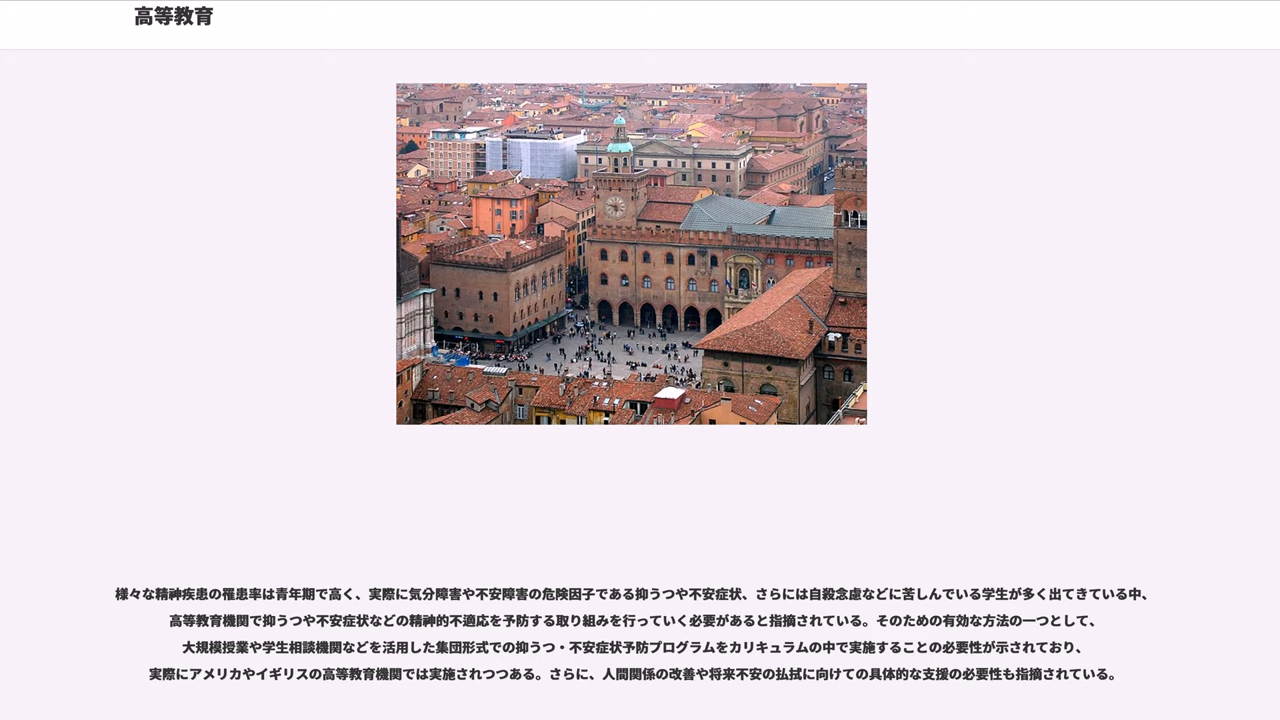 高等教育
様々な精神疾患の罹患率は青年期で高く、実際に気分障害や不安障害の危険因子である抑うつや不安症状、さらには自殺念慮などに苦しんでいる学生が多く出てきている中、
高等教育機関で抑うつや不安症状などの精神的不適応を予防する取り組みを行っていく必要があると指摘されている。そのための有効な方法の一つとして、
大規模授業や学生相談機関などを活用した集団形式での抑うつ・不安症状予防プログラムをカリキュラムの中で実施することの必要性が示されており、
実際にアメリカやイギリスの高等教育機関では実施されつつある。さらに、人間関係の改善や将来不安の払拭に向けての具体的な支援の必要性も指摘されている。